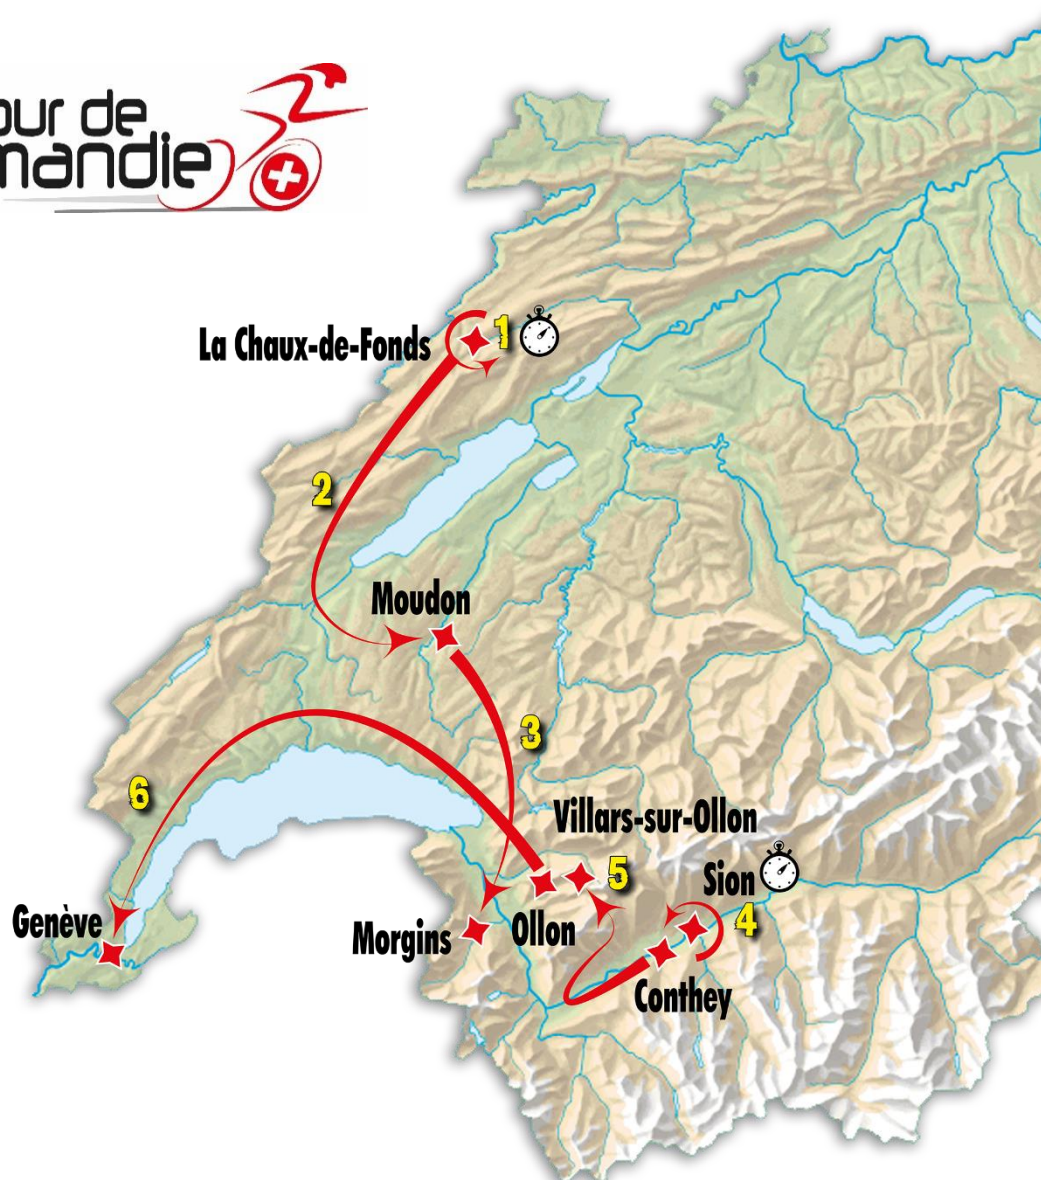 our de
mandie
La Chaux-de-Fonds
1
2
Moudon
3
6
Villars-sur-Ollon
5
Sion
4
Genève
Morgins
Ollon
Conthey